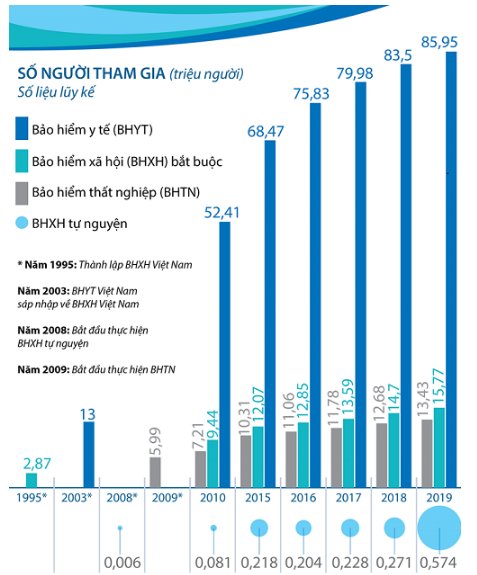 SỐ NGƯỜI THAM GIA (triệu người)
Số liệu lũy kế
Bảo hiểm y tế (BHYT)
Bảo hiểm xã hội (BHXH) bắt buộc
Bảo hiểm thất nghiệp (BHTN)
BHXH tự nguyện
* Năm 1995: Thành lập BHXH Việt Nam
Năm 2003: BHYT Việt Nam
sáp nhập về BHXH Việt Nam
Năm 2008: Bắt đầu thực hiện
BHXH tự nguyện
Năm 2009: Bắt đầu thực hiện BHTN
2,87
13
5,99
7,21
9,44
52,41
10,31
12,07
68,47
11,06
12,85
75,83
11,78
13,59
79,98
12,68
14,7
83,5
13,43
15,77
85,95
1995* 2003* 2008* 2009* 2010 2015 2016 2017 2018 2019
0,006 0,081 0,218 0,204 0,228 0,271 0,574